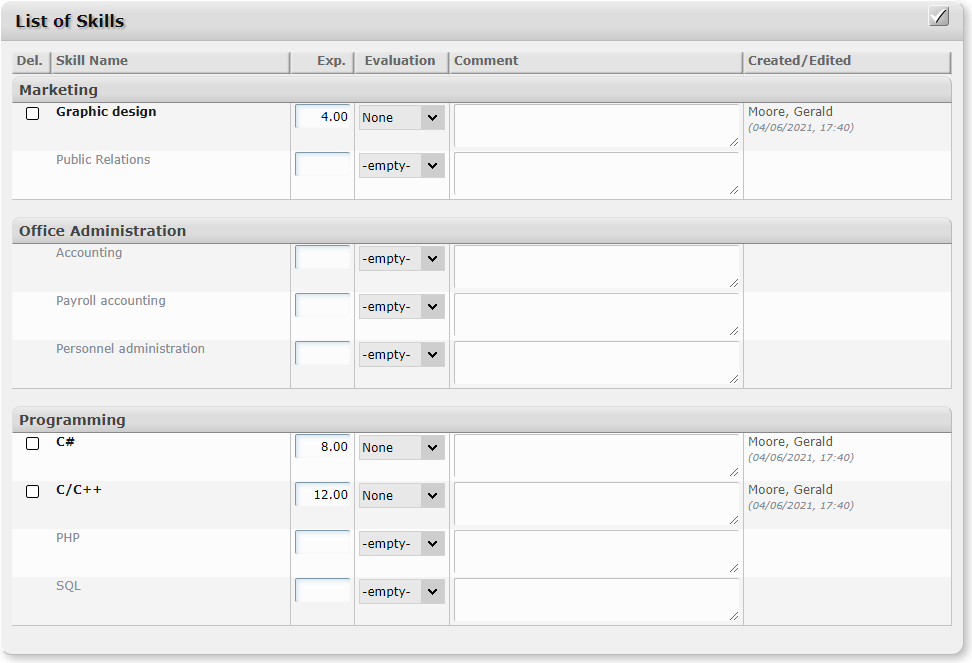 List of Skills
Del. Skill Name Exp. Evaluation Comment Created/Edited
Marketing
Graphic design 4.00 None Moore, Gerald
(04/06/2021, 17:40)
Public Relations -empty-
Office Administration
Accounting -empty-
Payroll accounting -empty-
Personnel administration -empty-
Programming
C# 8.00 None Moore, Gerald
(04/06/2021, 17:40)
C/C++ 12.00 None Moore, Gerald
(04/06/2021, 17:40)
PHP -empty-
SQL -empty-